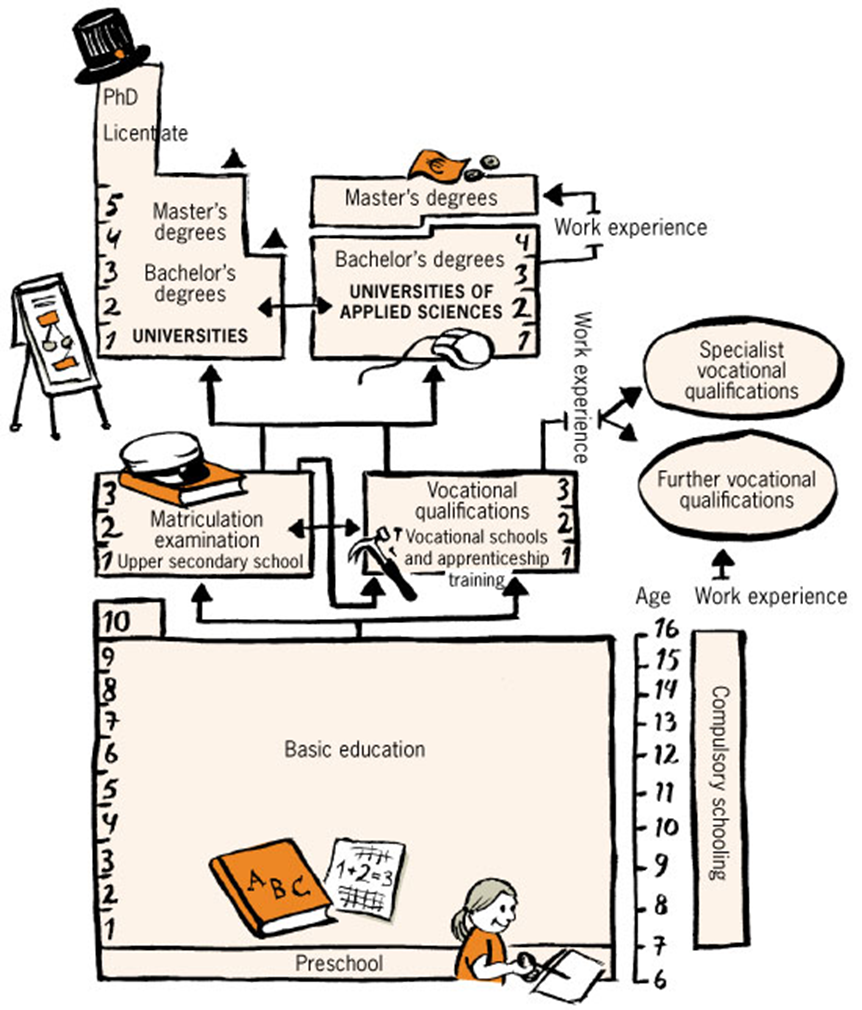 PhD
Licentiate
5
4
3
2
1
Master's
degrees
Bachelor's
degrees
UNIVERSITIES
€
Master's degrees
Bachelor's degrees
UNIVERSITIES OF
APPLIED SCIENCES
4
3
2
1
Work experience
Work experience
Specialist
vocational
qualifications
Further vocational
qualifications
Work experience
3
2
1
Matriculation
examination
Upper secondary school
Vocational
qualifications
Vocational schools
and apprenticeship
training
3
2
1
10
9
8
7
6
5
4
3
2
1
Basic education
ABC
1+2=3
Preschool
Age
16
15
14
13
12
11
10
9
8
7
6
Compulsory schooling